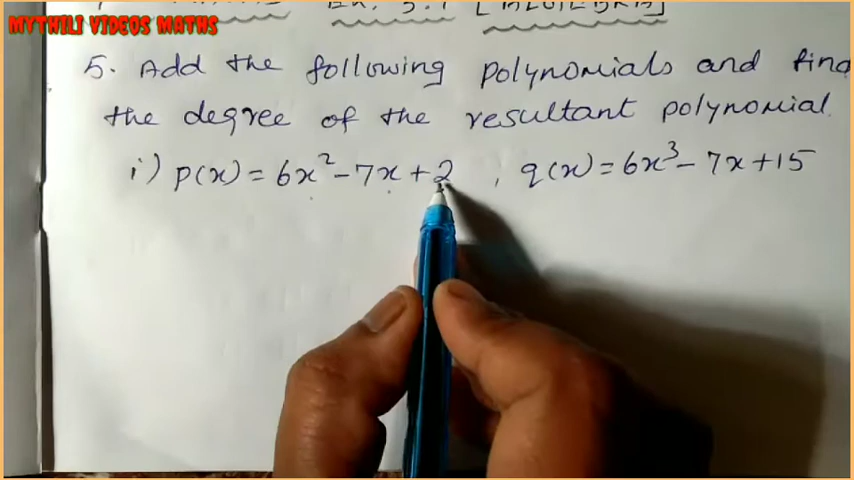 MYTHILI VIDEOS MATHS
5. Add the following polynomials and find
the degree of the resultant polynomial.
i) p(x) = 6x² - 7x + 2 , q(x) = 6x³ - 7x + 15